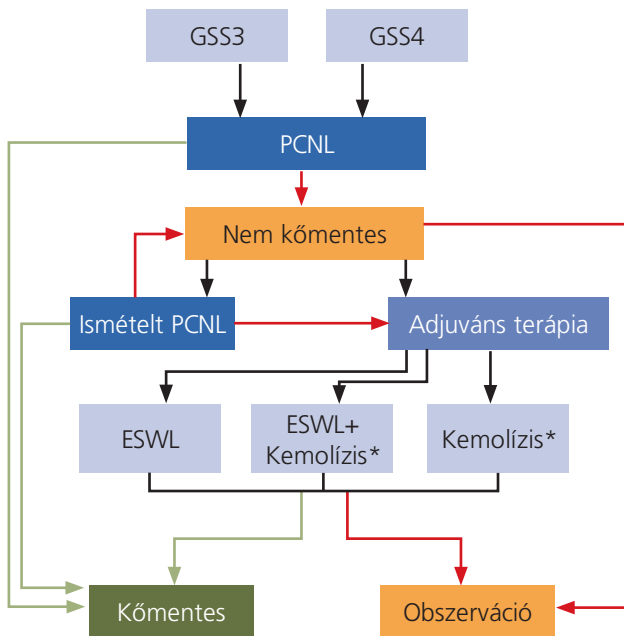 GSS3
GSS4
PCNL
Nem kőmentes
Ismételt PCNL
Adjuváns terápia
ESWL
ESWL+
Kemolízis*
Kemolízis*
Kőmentes
Obszerváció